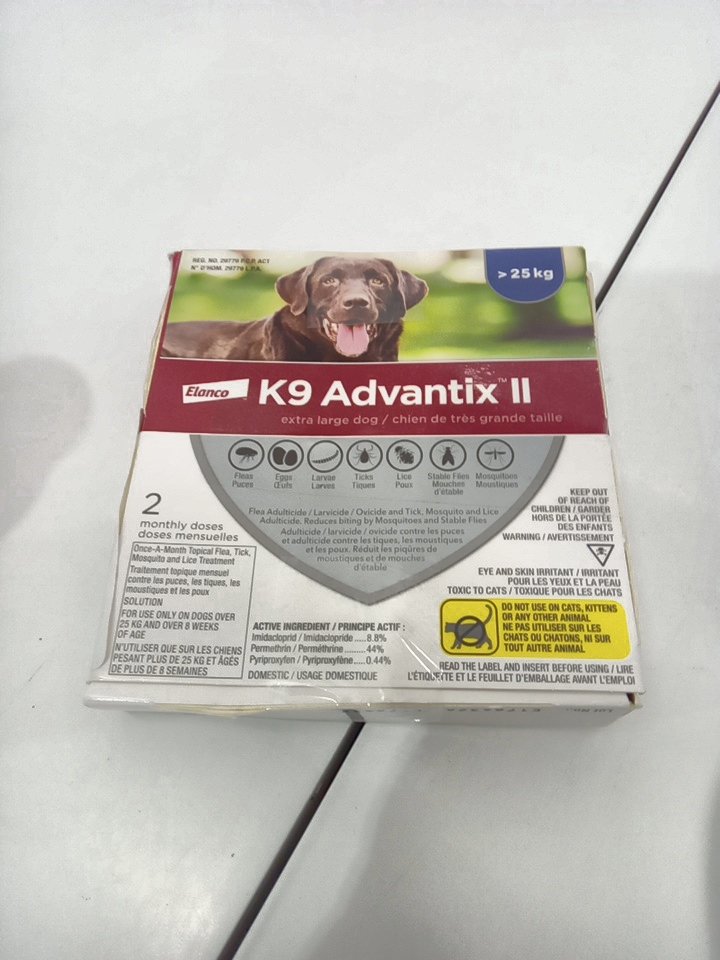 REG. NO. 29779 P.C.P. ACT
N° D'HOM. 29779 L.P.A.
> 25 kg
Elanco
K9 Advantix™ II
extra large dog / chien de très grande taille
Fleas
Puces
Eggs
Œufs
Larvae
Larves
Ticks
Tiques
Lice
Poux
Stable Flies
Mouches
d'étable
Mosquitoes
Moustiques
Flea Adulticide / Larvicide / Ovicide and Tick, Mosquito and Lice
Adulticide. Reduces biting by Mosquitoes and Stable Flies
Adulticide / larvicide / ovicide contre les puces
et adulticide contre les tiques, les moustiques
et les poux. Réduit les piqûres de
moustiques et de mouches
d'étable
2
monthly doses
doses mensuelles
Once-A-Month Topical Flea, Tick,
Mosquito and Lice Treatment
Traitement topique mensuel
contre les puces, les tiques, les
moustiques et les poux
SOLUTION
FOR USE ONLY ON DOGS OVER
25 KG AND OVER 8 WEEKS
OF AGE
N'UTILISER QUE SUR LES CHIENS
PESANT PLUS DE 25 KG ET ÂGÉS
DE PLUS DE 8 SEMAINES
ACTIVE INGREDIENT / PRINCIPE ACTIF :
Imidacloprid / Imidaclopride.....8.8%
Permethrin / Perméthrine.........44%
Pyriproxyfen / Pyriproxyfène....0.44%
DOMESTIC / USAGE DOMESTIQUE
KEEP OUT
OF REACH OF
CHILDREN / GARDER
HORS DE LA PORTÉE
DES ENFANTS
WARNING / AVERTISSEMENT
EYE AND SKIN IRRITANT / IRRITANT
POUR LES YEUX ET LA PEAU
TOXIC TO CATS / TOXIQUE POUR LES CHATS
DO NOT USE ON CATS, KITTENS
OR ANY OTHER ANIMAL
NE PAS UTILISER SUR LES
CHATS OU CHATONS, NI SUR
TOUT AUTRE ANIMAL
READ THE LABEL AND INSERT BEFORE USING / LIRE
L'ÉTIQUETTE ET LE FEUILLET D'EMBALLAGE AVANT L'EMPLOI